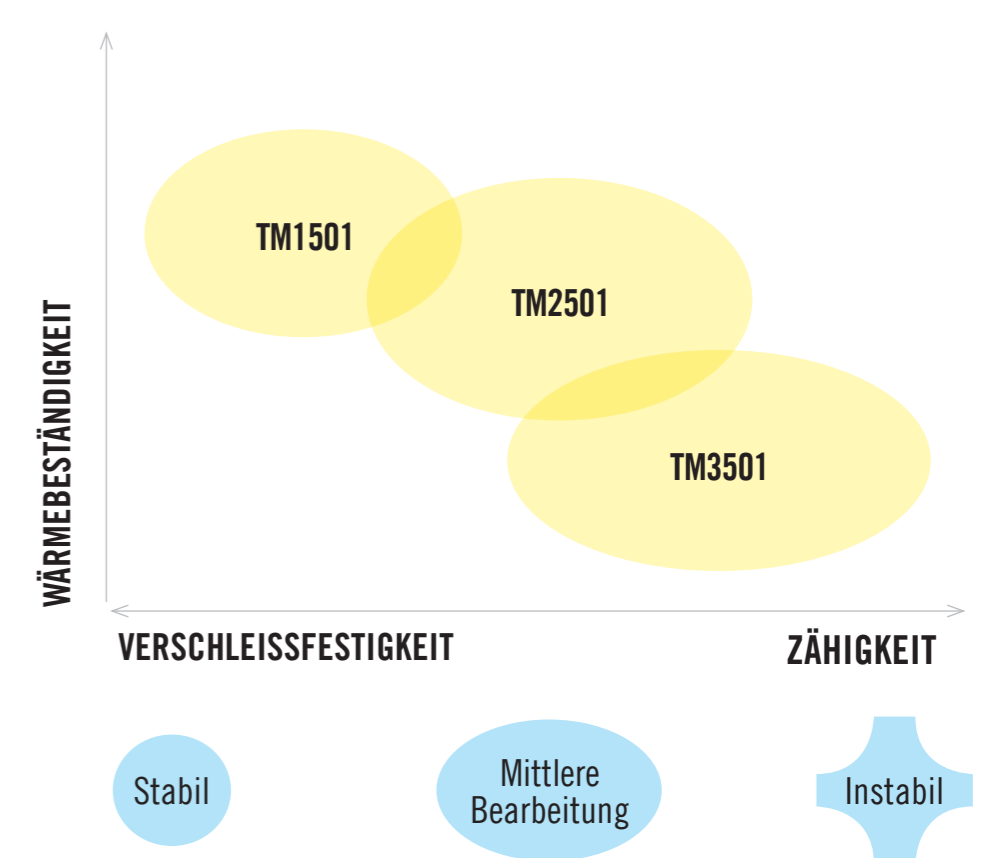 TM1501
TM2501
TM3501
WÄRMEBESTÄNDIGKEIT
VERSCHLEISSFESTIGKEIT
ZÄHIGKEIT
Stabil
Mittlere
Bearbeitung
Instabil